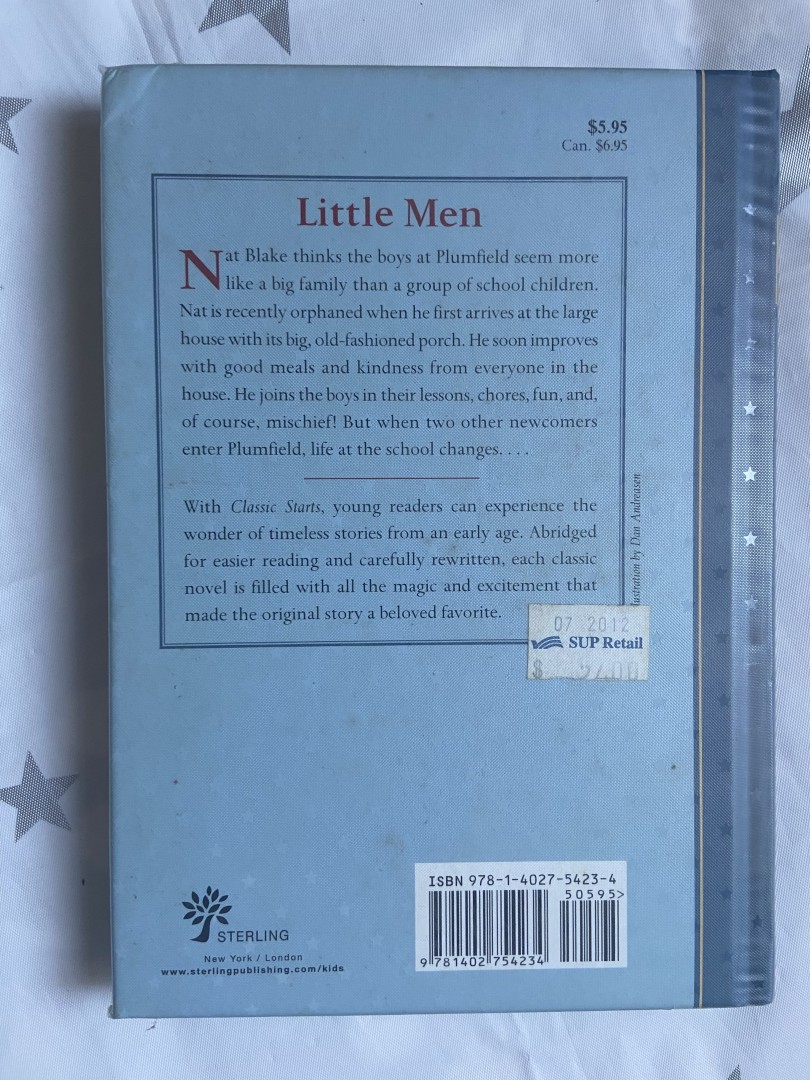 $5.95
Can. $6.95
Little Men
Nat Blake thinks the boys at Plumfield seem more
like a big family than a group of school children.
Nat is recently orphaned when he first arrives at the large
house with its big, old-fashioned porch. He soon improves
with good meals and kindness from everyone in the
house. He joins the boys in their lessons, chores, fun, and,
of course, mischief! But when two other newcomers
enter Plumfield, life at the school changes. . . .
With Classic Starts, young readers can experience the
wonder of timeless stories from an early age. Abridged
for easier reading and carefully rewritten, each classic
novel is filled with all the magic and excitement that
made the original story a beloved favorite.
by Dan Andreasen
07 2012
SUP Retail
$
ISBN 978-1-4027-5423-4
50595>
9 781402 754234
STERLING
New York / London
www.sterlingpublishing.com/kids